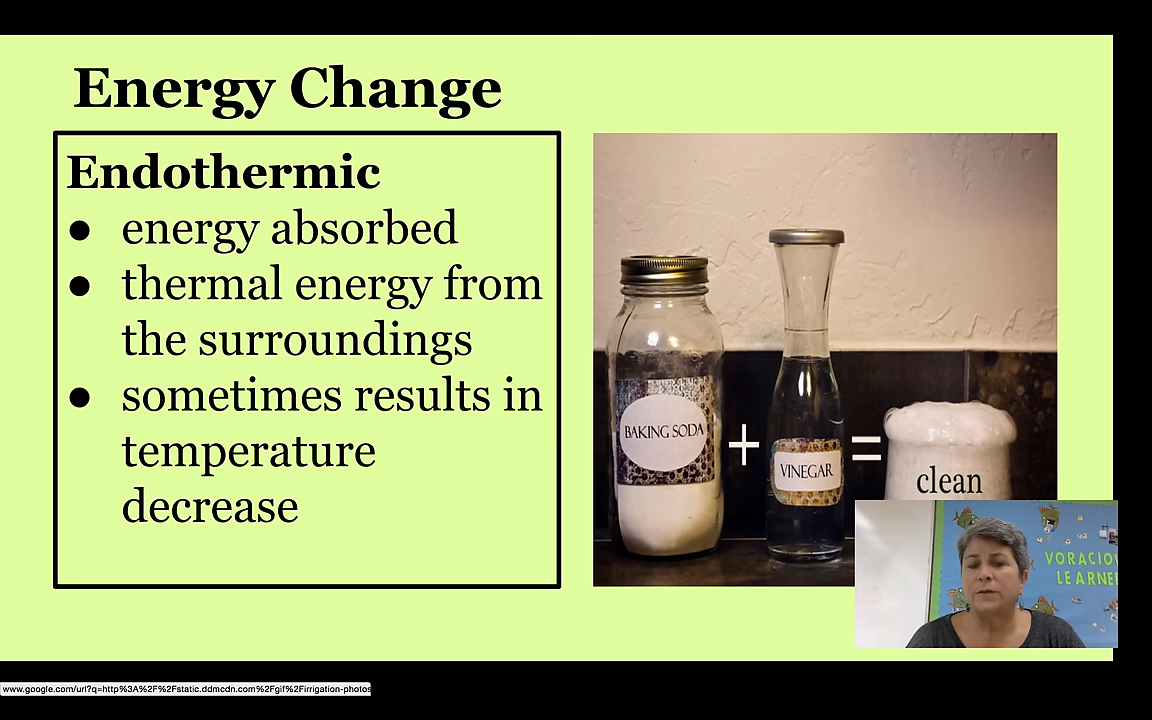 Energy Change
Endothermic
● energy absorbed
● thermal energy from
the surroundings
● sometimes results in
temperature
decrease
BAKING SODA
+
VINEGAR
=
clean
www.google.com/url?q=http%3A%2F%2Fstatic.ddmcdn.com%2Fgif%2Firrigation-photos